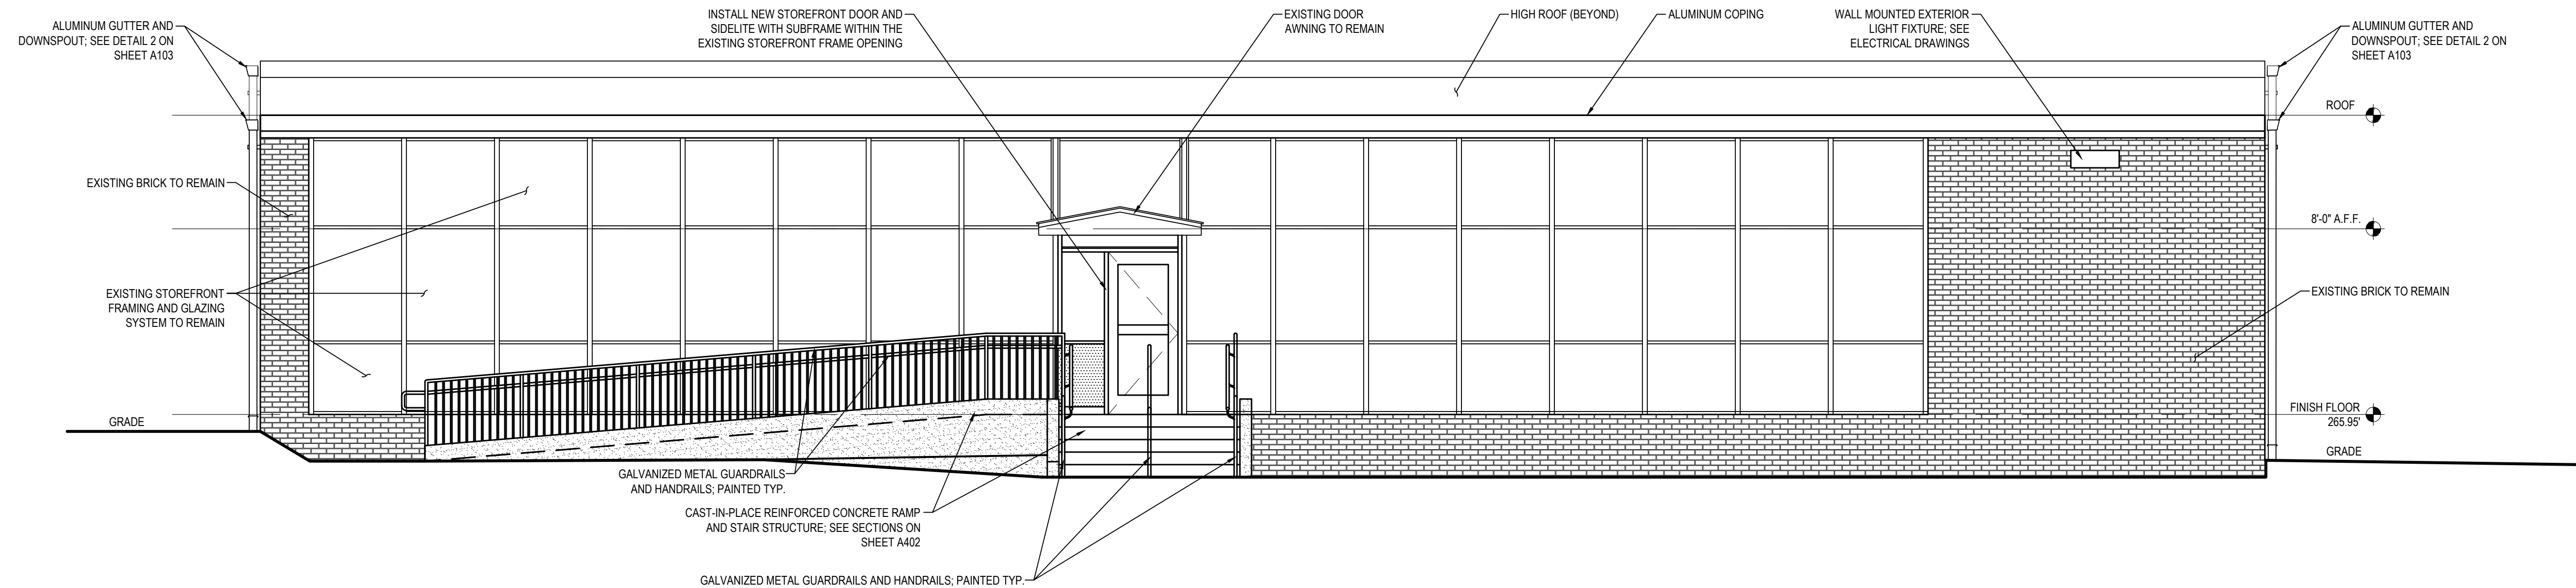 ALUMINUM GUTTER AND
DOWNSPOUT; SEE DETAIL 2 ON
SHEET A103
INSTALL NEW STOREFRONT DOOR AND
SIDELITE WITH SUBFRAME WITHIN THE
EXISTING STOREFRONT FRAME OPENING
EXISTING DOOR
AWNING TO REMAIN
HIGH ROOF (BEYOND)
ALUMINUM COPING
WALL MOUNTED EXTERIOR
LIGHT FIXTURE; SEE
ELECTRICAL DRAWINGS
ALUMINUM GUTTER AND
DOWNSPOUT; SEE DETAIL 2 ON
SHEET A103
ROOF
EXISTING BRICK TO REMAIN
8'-0" A.F.F.
EXISTING STOREFRONT
FRAMING AND GLAZING
SYSTEM TO REMAIN
EXISTING BRICK TO REMAIN
GRADE
FINISH FLOOR
265.95'
GRADE
GALVANIZED METAL GUARDRAILS
AND HANDRAILS; PAINTED TYP.
CAST-IN-PLACE REINFORCED CONCRETE RAMP
AND STAIR STRUCTURE; SEE SECTIONS ON
SHEET A402
GALVANIZED METAL GUARDRAILS AND HANDRAILS; PAINTED TYP.